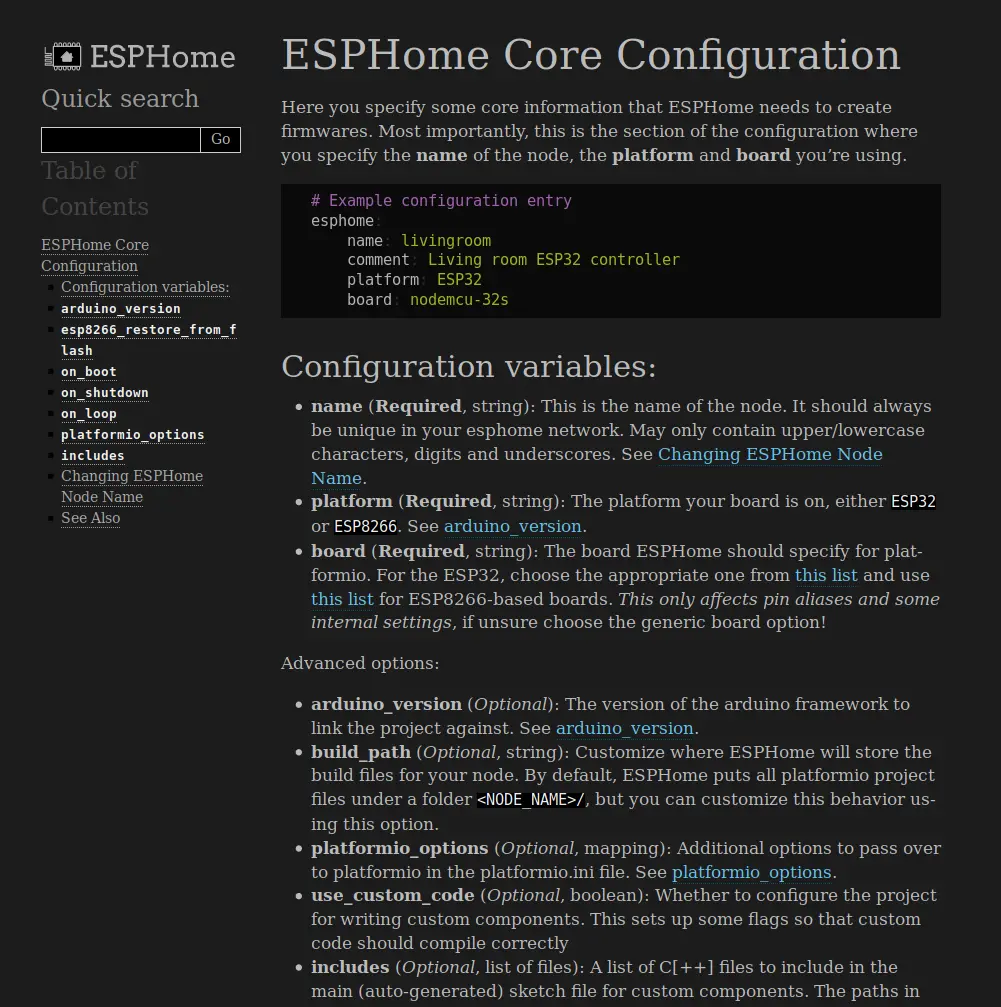 ESPHome
Quick search
Go
Table of
Contents
ESPHome Core
Configuration
Configuration variables:
arduino_version
esp8266_restore_from_f
lash
on_boot
on_shutdown
on_loop
platformio_options
includes
Changing ESPHome
Node Name
See Also
ESPHome Core Configuration
Here you specify some core information that ESPHome needs to create
firmwares. Most importantly, this is the section of the configuration where
you specify the name of the node, the platform and board you’re using.
# Example configuration entry
esphome:
name: livingroom
comment: Living room ESP32 controller
platform: ESP32
board: nodemcu-32s
Configuration variables:
name (Required, string): This is the name of the node. It should always
be unique in your esphome network. May only contain upper/lowercase
characters, digits and underscores. See Changing ESPHome Node
Name.
platform (Required, string): The platform your board is on, either ESP32
or ESP8266. See arduino_version.
board (Required, string): The board ESPHome should specify for plat-
formio. For the ESP32, choose the appropriate one from this list and use
this list for ESP8266-based boards. This only affects pin aliases and some
internal settings, if unsure choose the generic board option!
Advanced options:
arduino_version (Optional): The version of the arduino framework to
link the project against. See arduino_version.
build_path (Optional, string): Customize where ESPHome will store the
build files for your node. By default, ESPHome puts all platformio project
files under a folder <NODE_NAME>/, but you can customize this behavior us-
ing this option.
platformio_options (Optional, mapping): Additional options to pass over
to platformio in the platformio.ini file. See platformio_options.
use_custom_code (Optional, boolean): Whether to configure the project
for writing custom components. This sets up some flags so that custom
code should compile correctly
includes (Optional, list of files): A list of C[++] files to include in the
main (auto-generated) sketch file for custom components. The paths in